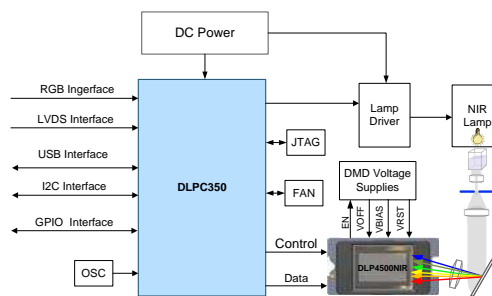 DC Power
RGB Ingerface
LVDS Interface
USB Interface
I2C Interface
GPIO Interface
OSC
DLPC350
Lamp
Driver
NIR
Lamp
JTAG
FAN
DMD Voltage
Supplies
EN
VOFF
VBIAS
VRST
Control
Data
DLP4500NIR